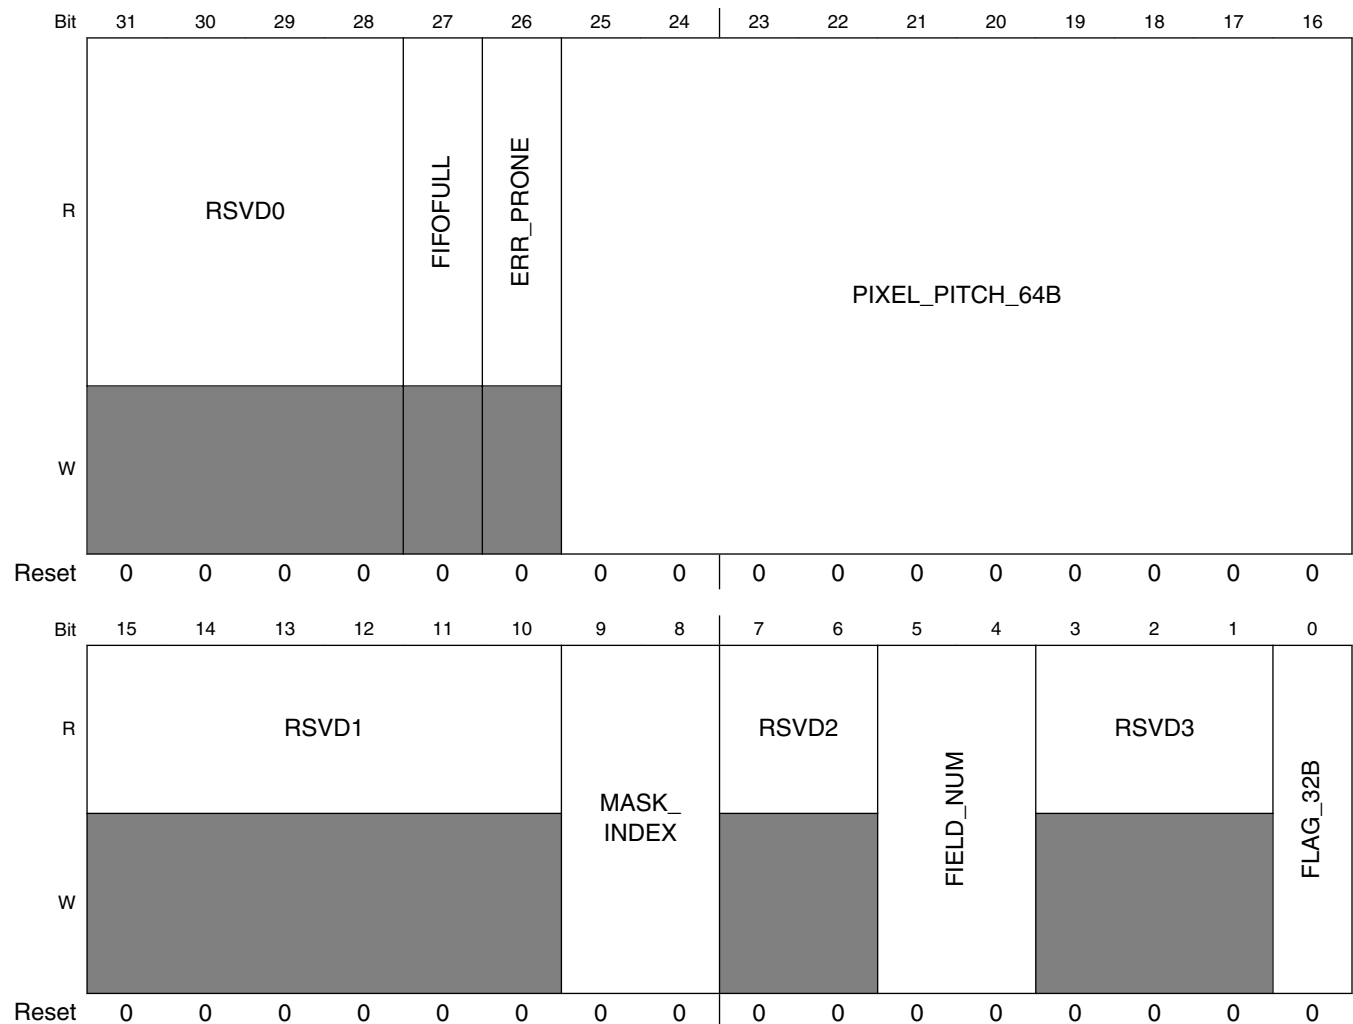 Bit 31 30 29 28 27 26 25 24 23 22 21 20 19 18 17 16
R RSVD0 FIFOFULL ERR_PRONE PIXEL_PITCH_64B
W
Reset 0 0 0 0 0 0 0 0 0 0 0 0 0 0 0 0
Bit 15 14 13 12 11 10 9 8 7 6 5 4 3 2 1 0
R RSVD1 MASK_ RSVD2 FIELD_NUM RSVD3 FLAG_32B
INDEX
W
Reset 0 0 0 0 0 0 0 0 0 0 0 0 0 0 0 0